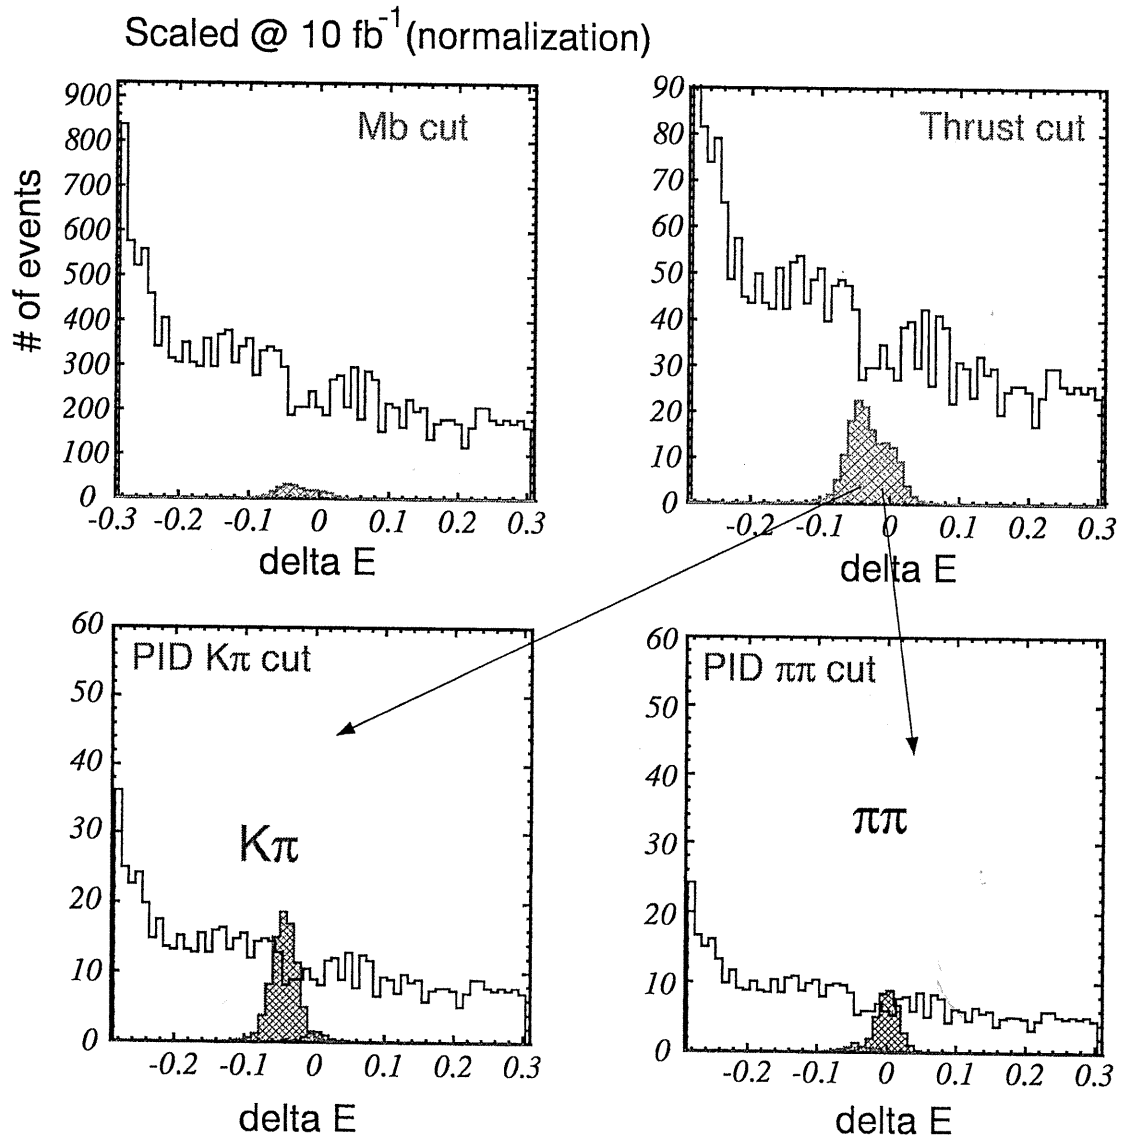 Scaled @ 10 fb⁻¹ (normalization)
# of events
Mb cut
900
800
700
600
500
400
300
200
100
0
-0.3 -0.2 -0.1 0 0.1 0.2 0.3
delta E
Thrust cut
90
80
70
60
50
40
30
20
10
0
-0.2 -0.1 0 0.1 0.2 0.3
delta E
PID Kπ cut
60
50
40
30
20
10
0
Kπ
-0.2 -0.1 0 0.1 0.2 0.3
delta E
PID ππ cut
60
50
40
30
20
10
0
ππ
-0.2 -0.1 0 0.1 0.2 0.3
delta E